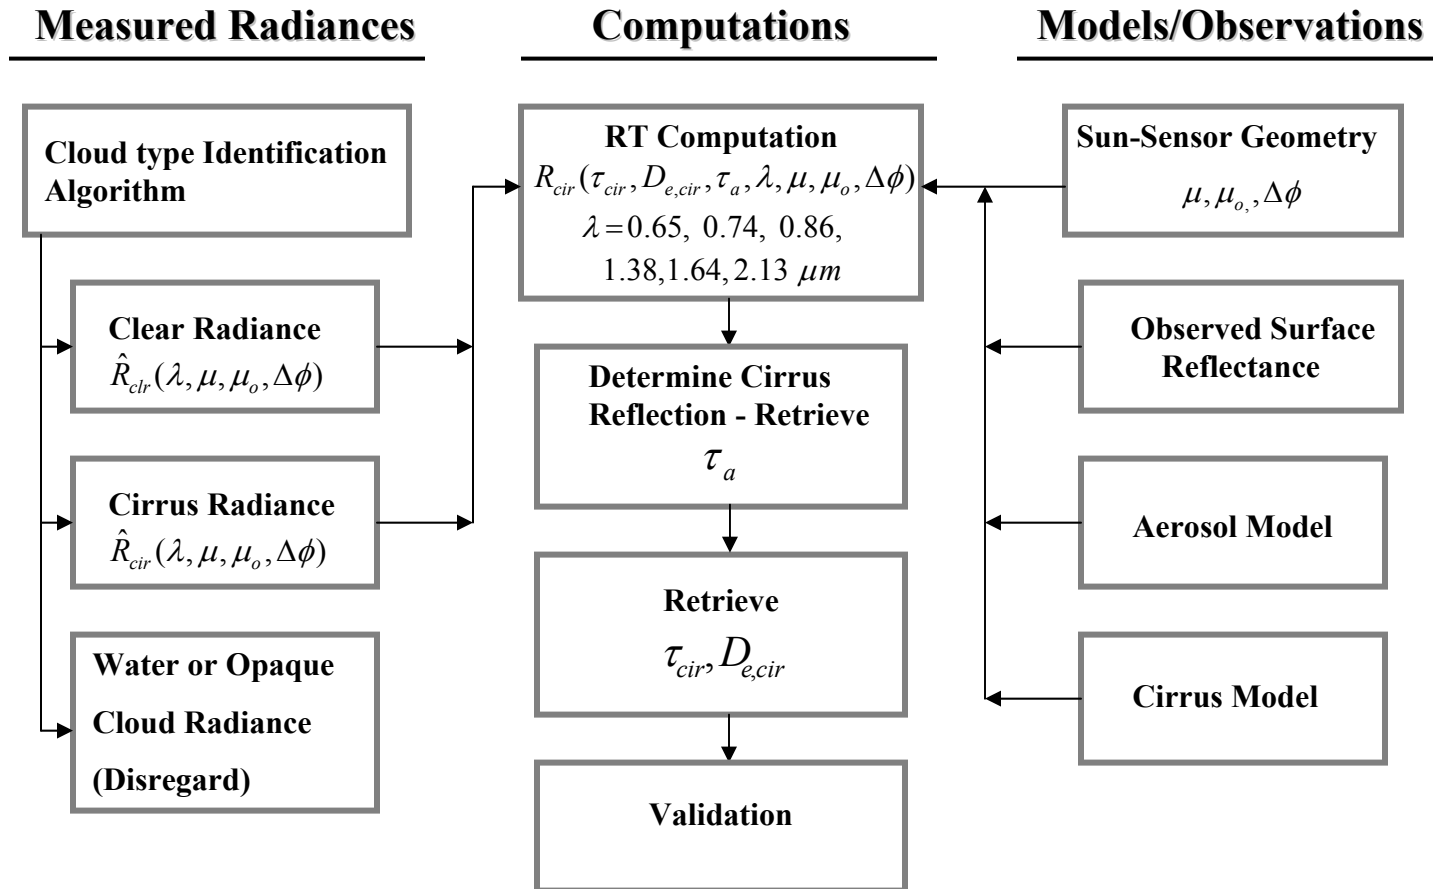 Measured Radiances
Cloud type Identification
Algorithm
Clear Radiance
R̂_clr(λ, μ, μ_o, Δϕ)
Cirrus Radiance
R̂_cir(λ, μ, μ_o, Δϕ)
Water or Opaque
Cloud Radiance
(Disregard)
Computations
RT Computation
R_cir(τ_cir, D_e,cir, τ_a, λ, μ, μ_o, Δϕ)
λ=0.65, 0.74, 0.86,
1.38,1.64,2.13 μm
Determine Cirrus
Reflection - Retrieve
τ_a
Retrieve
τ_cir, D_e,cir
Validation
Models/Observations
Sun-Sensor Geometry
μ, μ_o,, Δϕ
Observed Surface
Reflectance
Aerosol Model
Cirrus Model